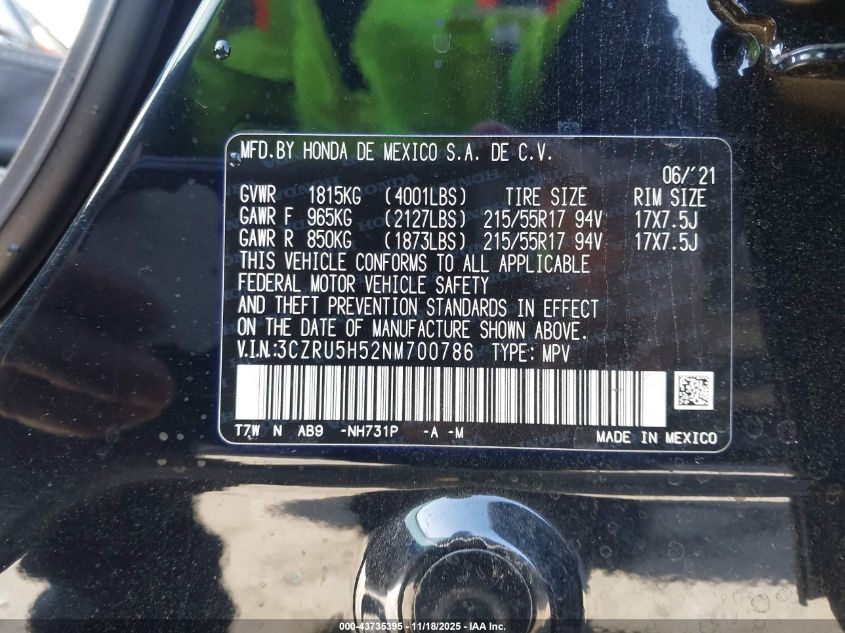 MFD.BY HONDA DE MEXICO S.A. DE C.V.
06/'21
GVWR 1815KG (4001LBS) TIRE SIZE RIM SIZE
GAWR F 965KG (2127LBS) 215/55R17 94V 17X7.5J
GAWR R 850KG (1873LBS) 215/55R17 94V 17X7.5J
THIS VEHICLE CONFORMS TO ALL APPLICABLE
FEDERAL MOTOR VEHICLE SAFETY
AND THEFT PREVENTION STANDARDS IN EFFECT
ON THE DATE OF MANUFACTURE SHOWN ABOVE.
V.I.N.:3CZRU5H52NM700786 TYPE: MPV
T7W N AB9 -NH731P -A -M
MADE IN MEXICO
000-43735395 - 11/18/2025 - IAA Inc.